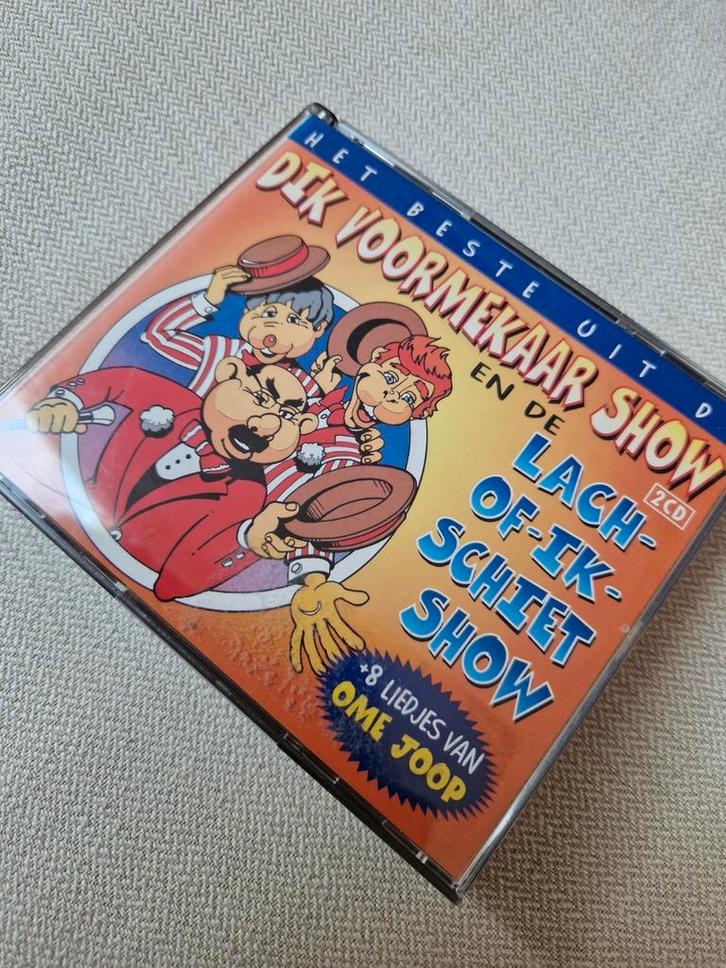 HET BESTE UIT D
DIK VOORMEKAAR SHOW
EN DE
2CD
LACH-
OF-IK-
SCHIET
SHOW
+8 LIEDJES VAN
OME JOOP